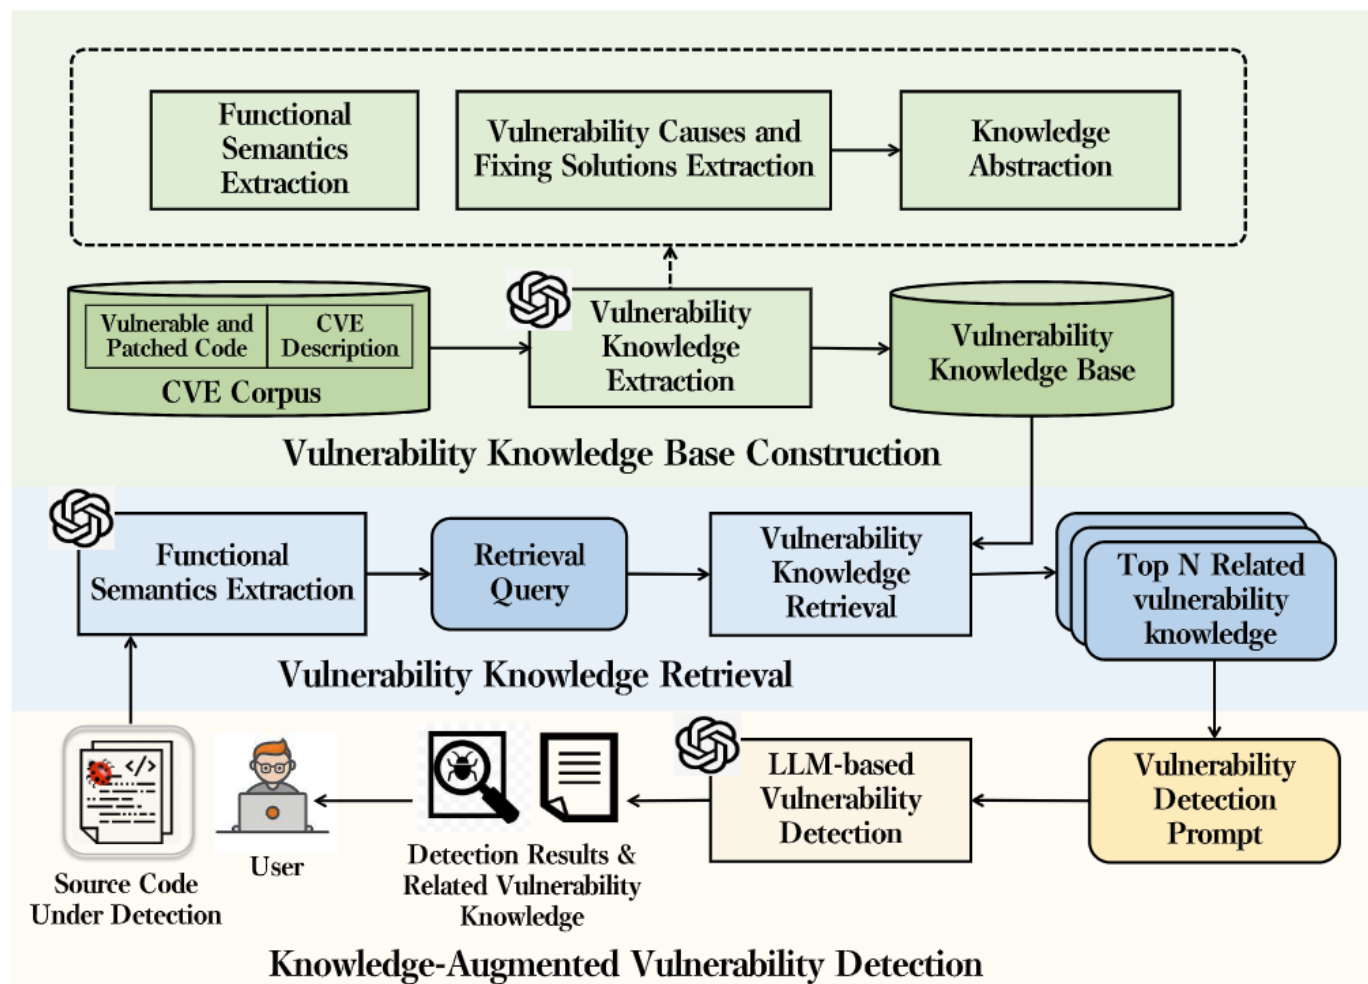 Functional
Semantics
Extraction
Vulnerability Causes and
Fixing Solutions Extraction
Knowledge
Abstraction
Vulnerable and
Patched Code
CVE
Description
CVE Corpus
Vulnerability
Knowledge
Extraction
Vulnerability
Knowledge Base
Vulnerability Knowledge Base Construction
Functional
Semantics Extraction
Retrieval
Query
Vulnerability
Knowledge
Retrieval
Top N Related
vulnerability
knowledge
Vulnerability Knowledge Retrieval
</>
Source Code
Under Detection
User
Detection Results &
Related Vulnerability
Knowledge
LLM-based
Vulnerability
Detection
Vulnerability
Detection
Prompt
Knowledge-Augmented Vulnerability Detection